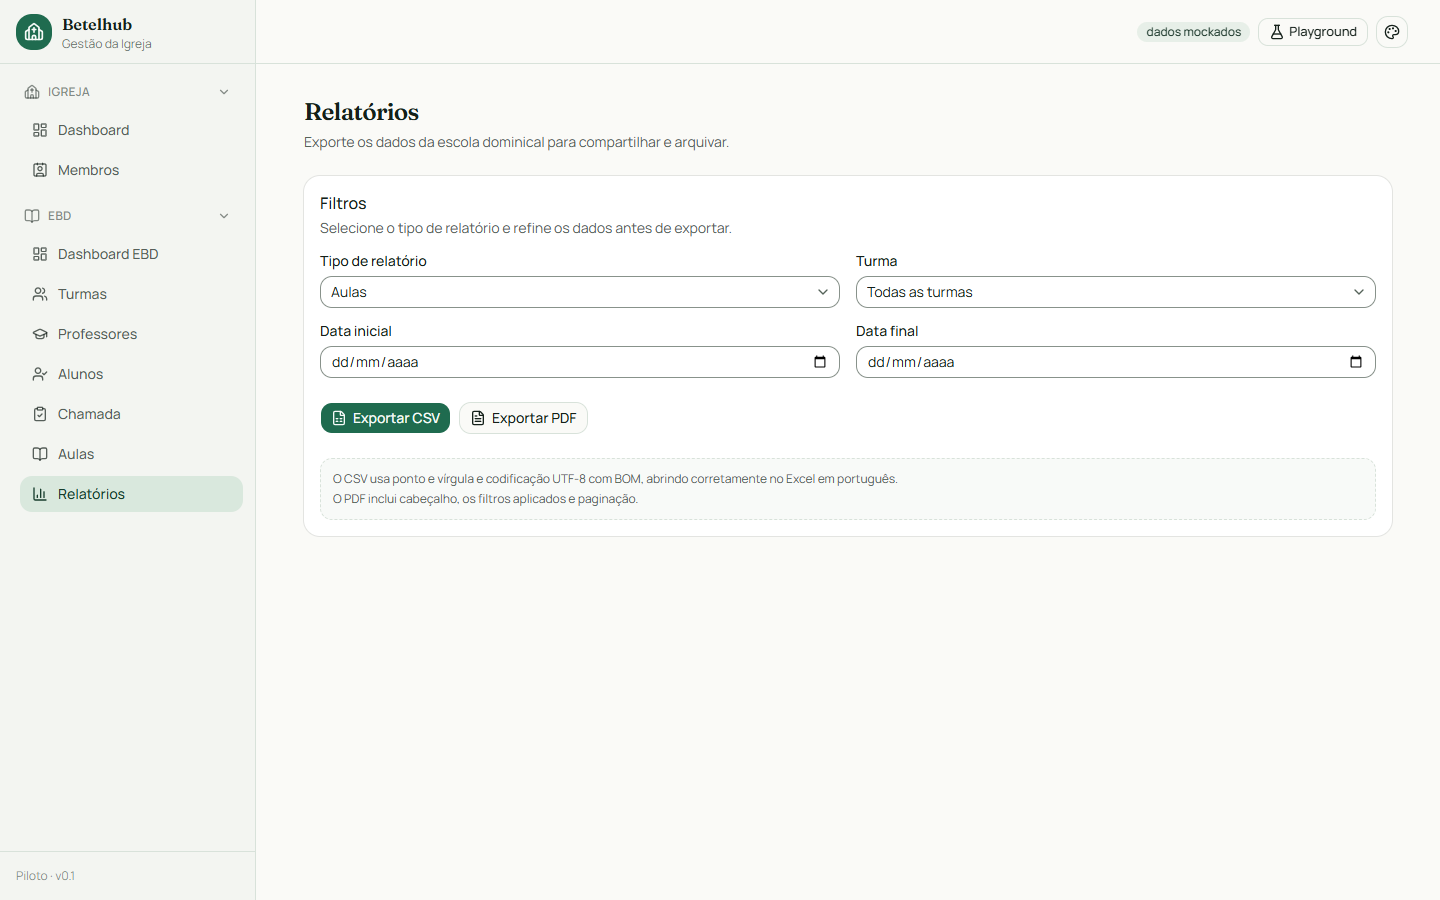 Betelhub
Gestão da Igreja
dados mockados
Playground
IGREJA
Dashboard
Membros
EBD
Dashboard EBD
Turmas
Professores
Alunos
Chamada
Aulas
Relatórios
Piloto · v0.1
Relatórios
Exporte os dados da escola dominical para compartilhar e arquivar.
Filtros
Selecione o tipo de relatório e refine os dados antes de exportar.
Tipo de relatório
Aulas
Turma
Todas as turmas
Data inicial
dd/mm/aaaa
Data final
dd/mm/aaaa
Exportar CSV
Exportar PDF
O CSV usa ponto e vírgula e codificação UTF-8 com BOM, abrindo corretamente no Excel em português.
O PDF inclui cabeçalho, os filtros aplicados e paginação.